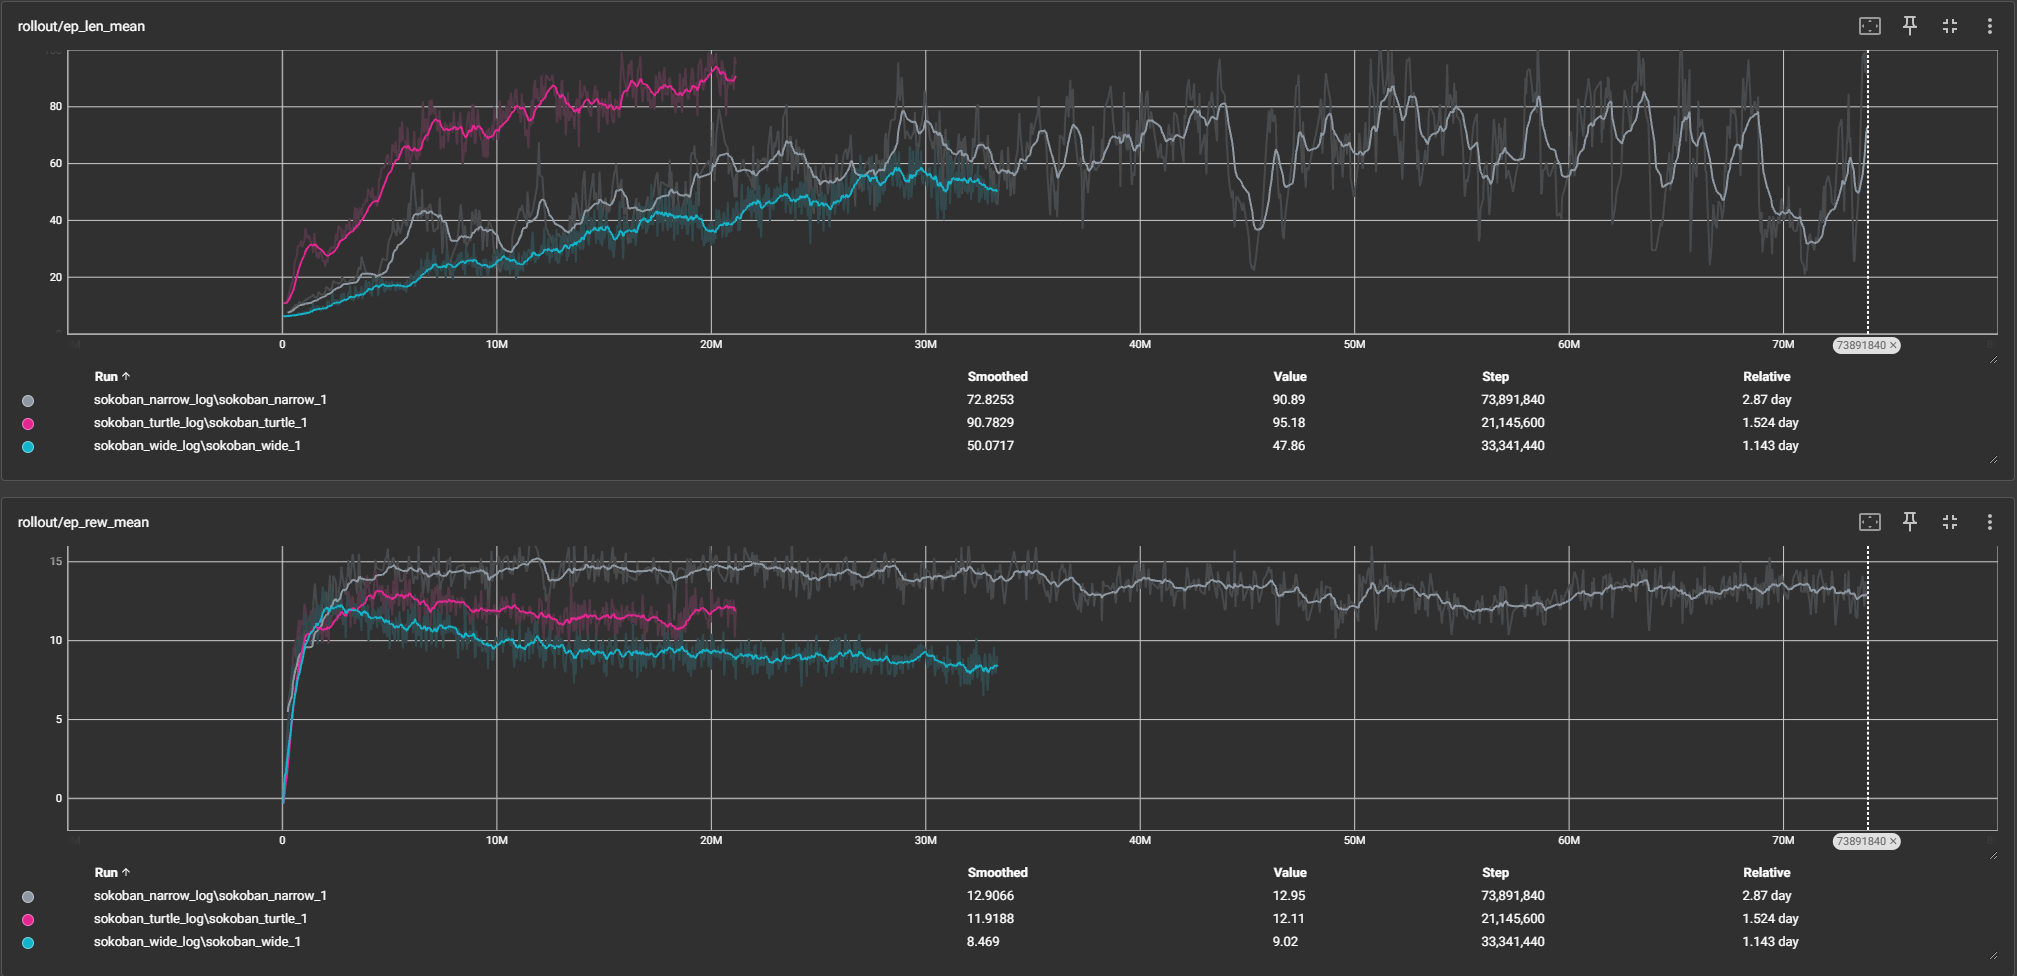 rollout/ep_len_mean
80
60
40
20
0 10M 20M 30M 40M 50M 60M 70M
73891840 ×
Run ↑ Smoothed Value Step Relative
sokoban_narrow_log\sokoban_narrow_1 72.8253 90.89 73,891,840 2.87 day
sokoban_turtle_log\sokoban_turtle_1 90.7829 95.18 21,145,600 1.524 day
sokoban_wide_log\sokoban_wide_1 50.0717 47.86 33,341,440 1.143 day
rollout/ep_rew_mean
15
10
5
0
0 10M 20M 30M 40M 50M 60M 70M
73891840 ×
Run ↑ Smoothed Value Step Relative
sokoban_narrow_log\sokoban_narrow_1 12.9066 12.95 73,891,840 2.87 day
sokoban_turtle_log\sokoban_turtle_1 11.9188 12.11 21,145,600 1.524 day
sokoban_wide_log\sokoban_wide_1 8.469 9.02 33,341,440 1.143 day